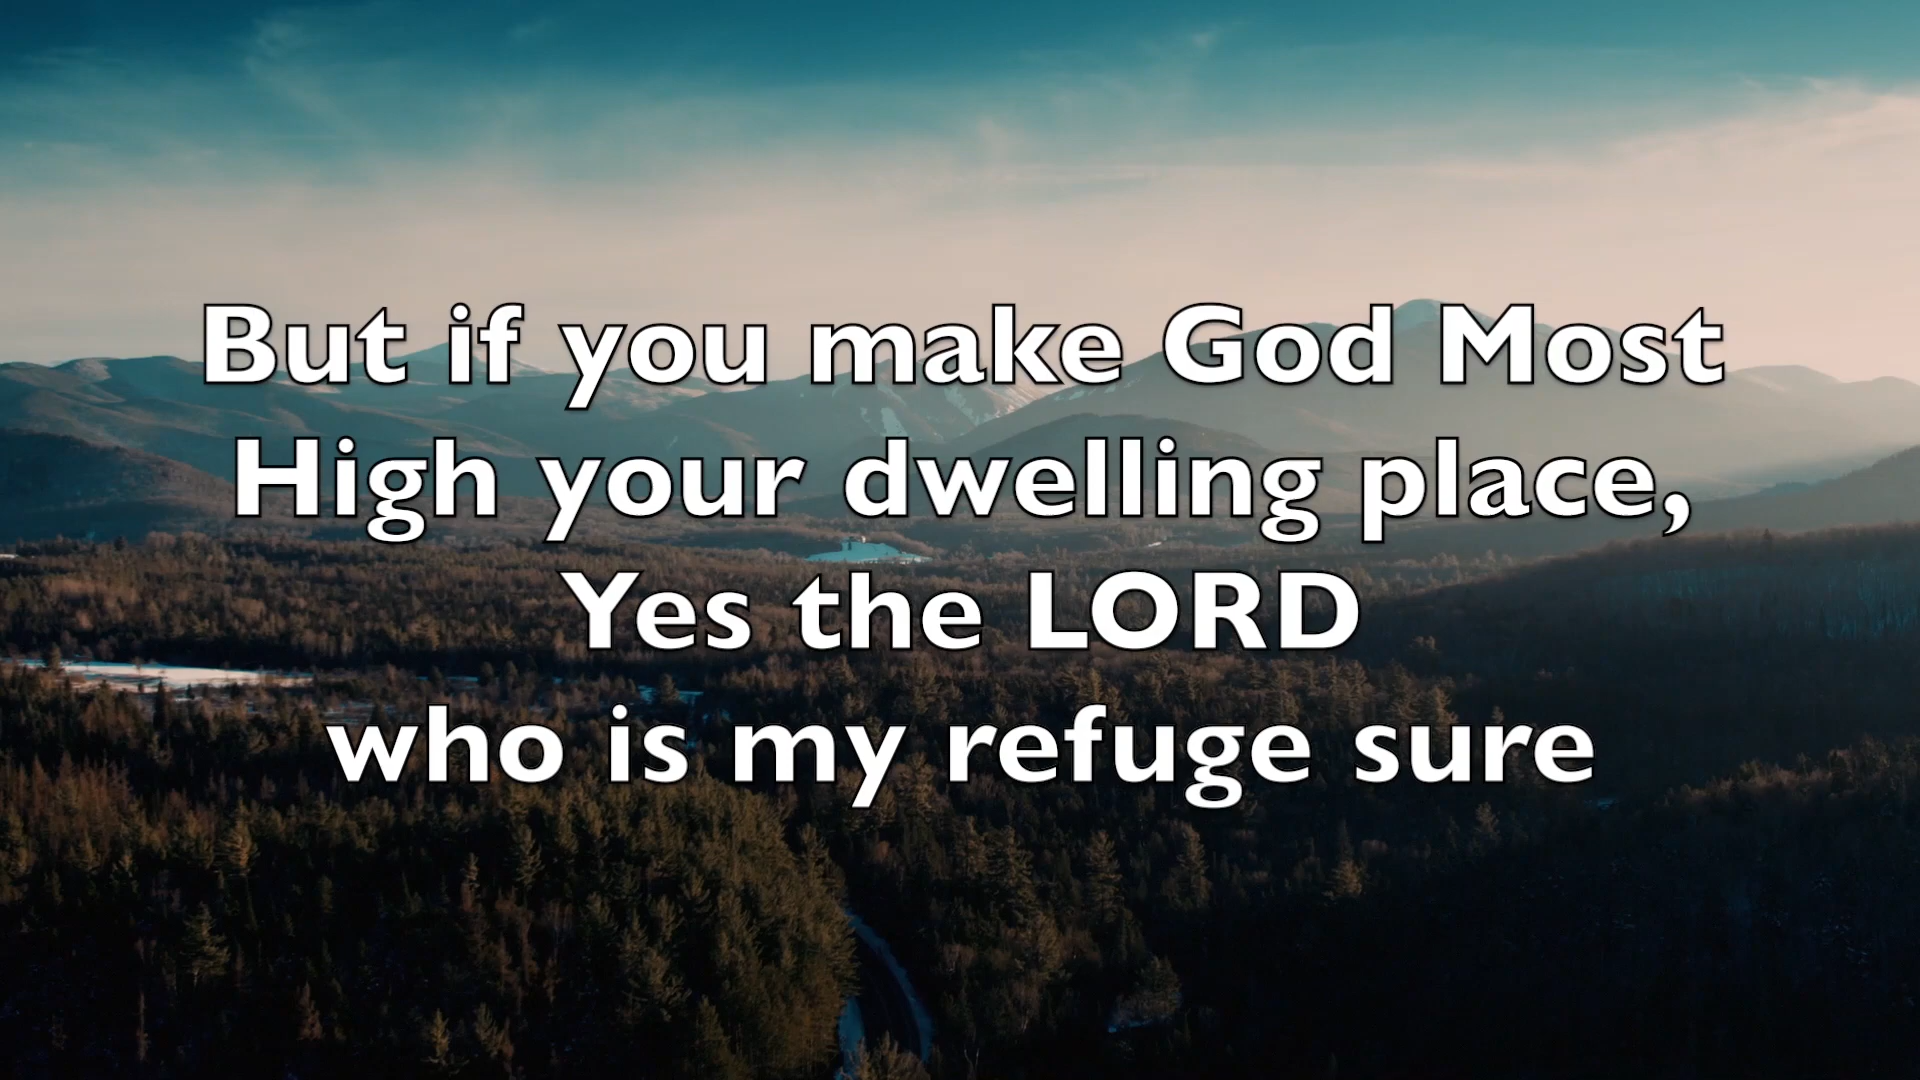 But if you make God Most
High your dwelling place,
Yes the LORD
who is my refuge sure